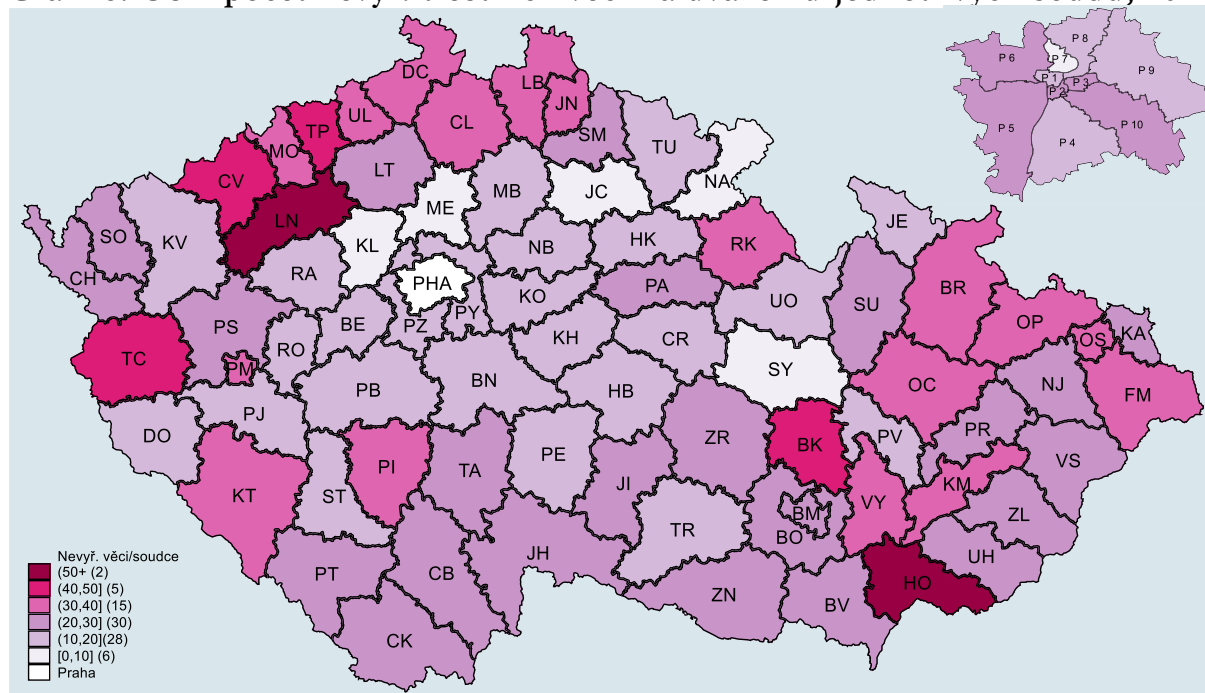 DC
LB
P 8
P 6
P 7
P 9
P 1
P 3
P 2
P 5
P 10
P 4
JN
UL
TP
CL
MO
SM
TU
CV
LT
NA
MB
JC
ME
LN
JE
SO
KV
KL
NB
HK
RK
CH
RA
PHA
KO
PA
UO
SU
BR
PS
BE
PZ
PY
OP
KA
OS
TC
RO
KH
CR
PM
SY
NJ
PB
BN
HB
OC
FM
DO
PJ
PR
ZR
BK
PV
PE
VS
KT
ST
PI
TA
JI
KM
VY
BM
ZL
TR
BO
UH
JH
HO
PT
CB
ZN
BV
CK
Nevyř. věci/soudce
(50+ (2)
(40,50] (5)
(30,40] (15)
(20,30] (30)
(10,20](28)
[0,10] (6)
Praha